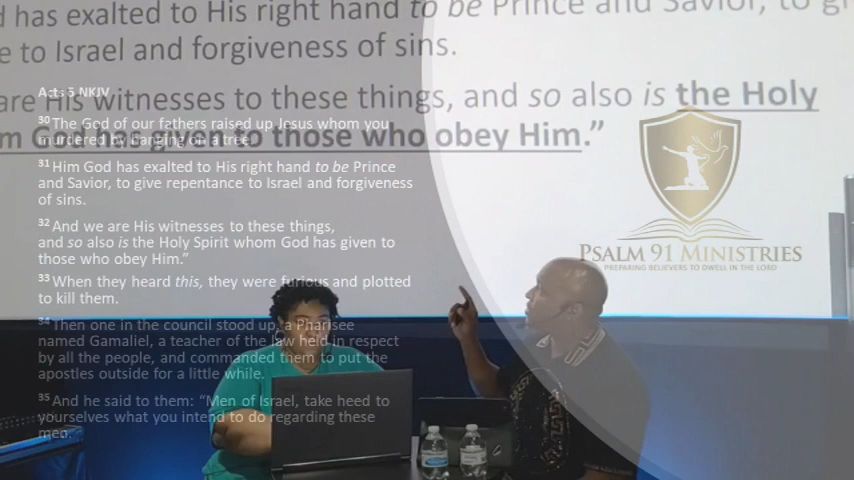 d has exalted to His right hand to be Prince and Savior, to gi
e to Israel and forgiveness of sins.
are His witnesses to these things, and so also is the Holy
m God has given to those who obey Him.”
Acts 5 NKJV
30 The God of our fathers raised up Jesus whom you
murdered by hanging on a tree.
31 Him God has exalted to His right hand to be Prince
and Savior, to give repentance to Israel and forgiveness
of sins.
32 And we are His witnesses to these things,
and so also is the Holy Spirit whom God has given to
those who obey Him.”
33 When they heard this, they were furious and plotted
to kill them.
34 Then one in the council stood up, a Pharisee
named Gamaliel, a teacher of the law held in respect
by all the people, and commanded them to put the
apostles outside for a little while.
35 And he said to them: “Men of Israel, take heed to
yourselves what you intend to do regarding these
men.
PSALM 91 MINISTRIES
PREPARING BELIEVERS TO DWELL IN THE LORD